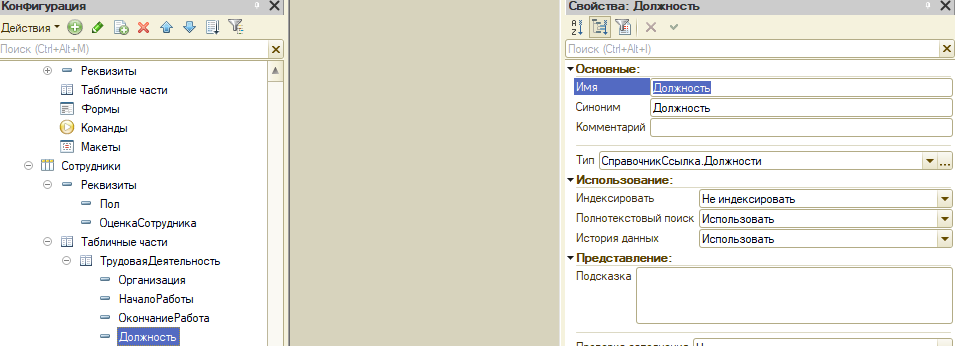 Конфигурация
Действия
Поиск (Ctrl+Alt+M)
Реквизиты
Табличные части
Формы
Команды
Макеты
Сотрудники
Реквизиты
Пол
ОценкаСотрудника
Табличные части
ТрудоваяДеятельность
Организация
НачалоРаботы
ОкончаниеРабота
Должность
Свойства: Должность
Поиск (Ctrl+Alt+I)
Основные:
Имя Должность
Синоним Должность
Комментарий
Тип СправочникСсылка.Должности ...
Использование:
Индексировать Не индексировать
Полнотекстовый поиск Использовать
История данных Использовать
Представление:
Подсказка